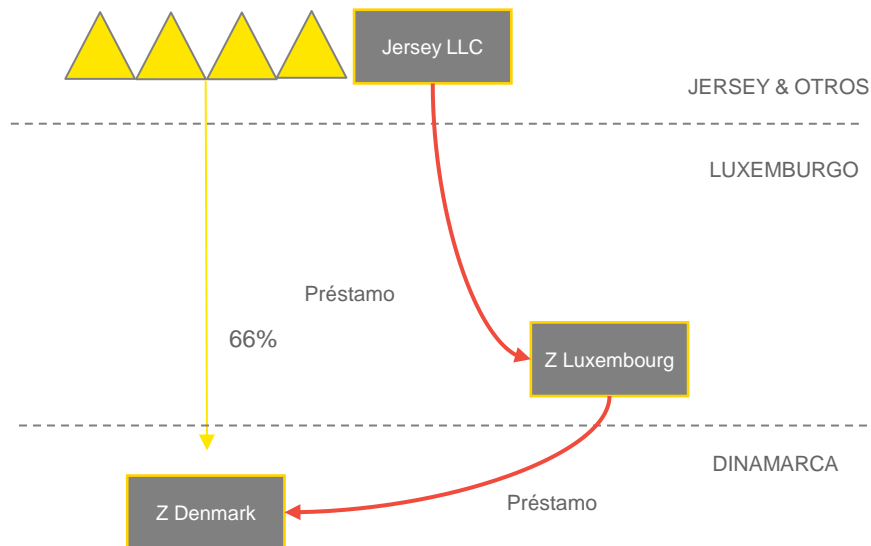 Jersey LLC
JERSEY & OTROS
LUXEMBURGO
Préstamo
66%
Z Luxembourg
DINAMARCA
Z Denmark
Préstamo